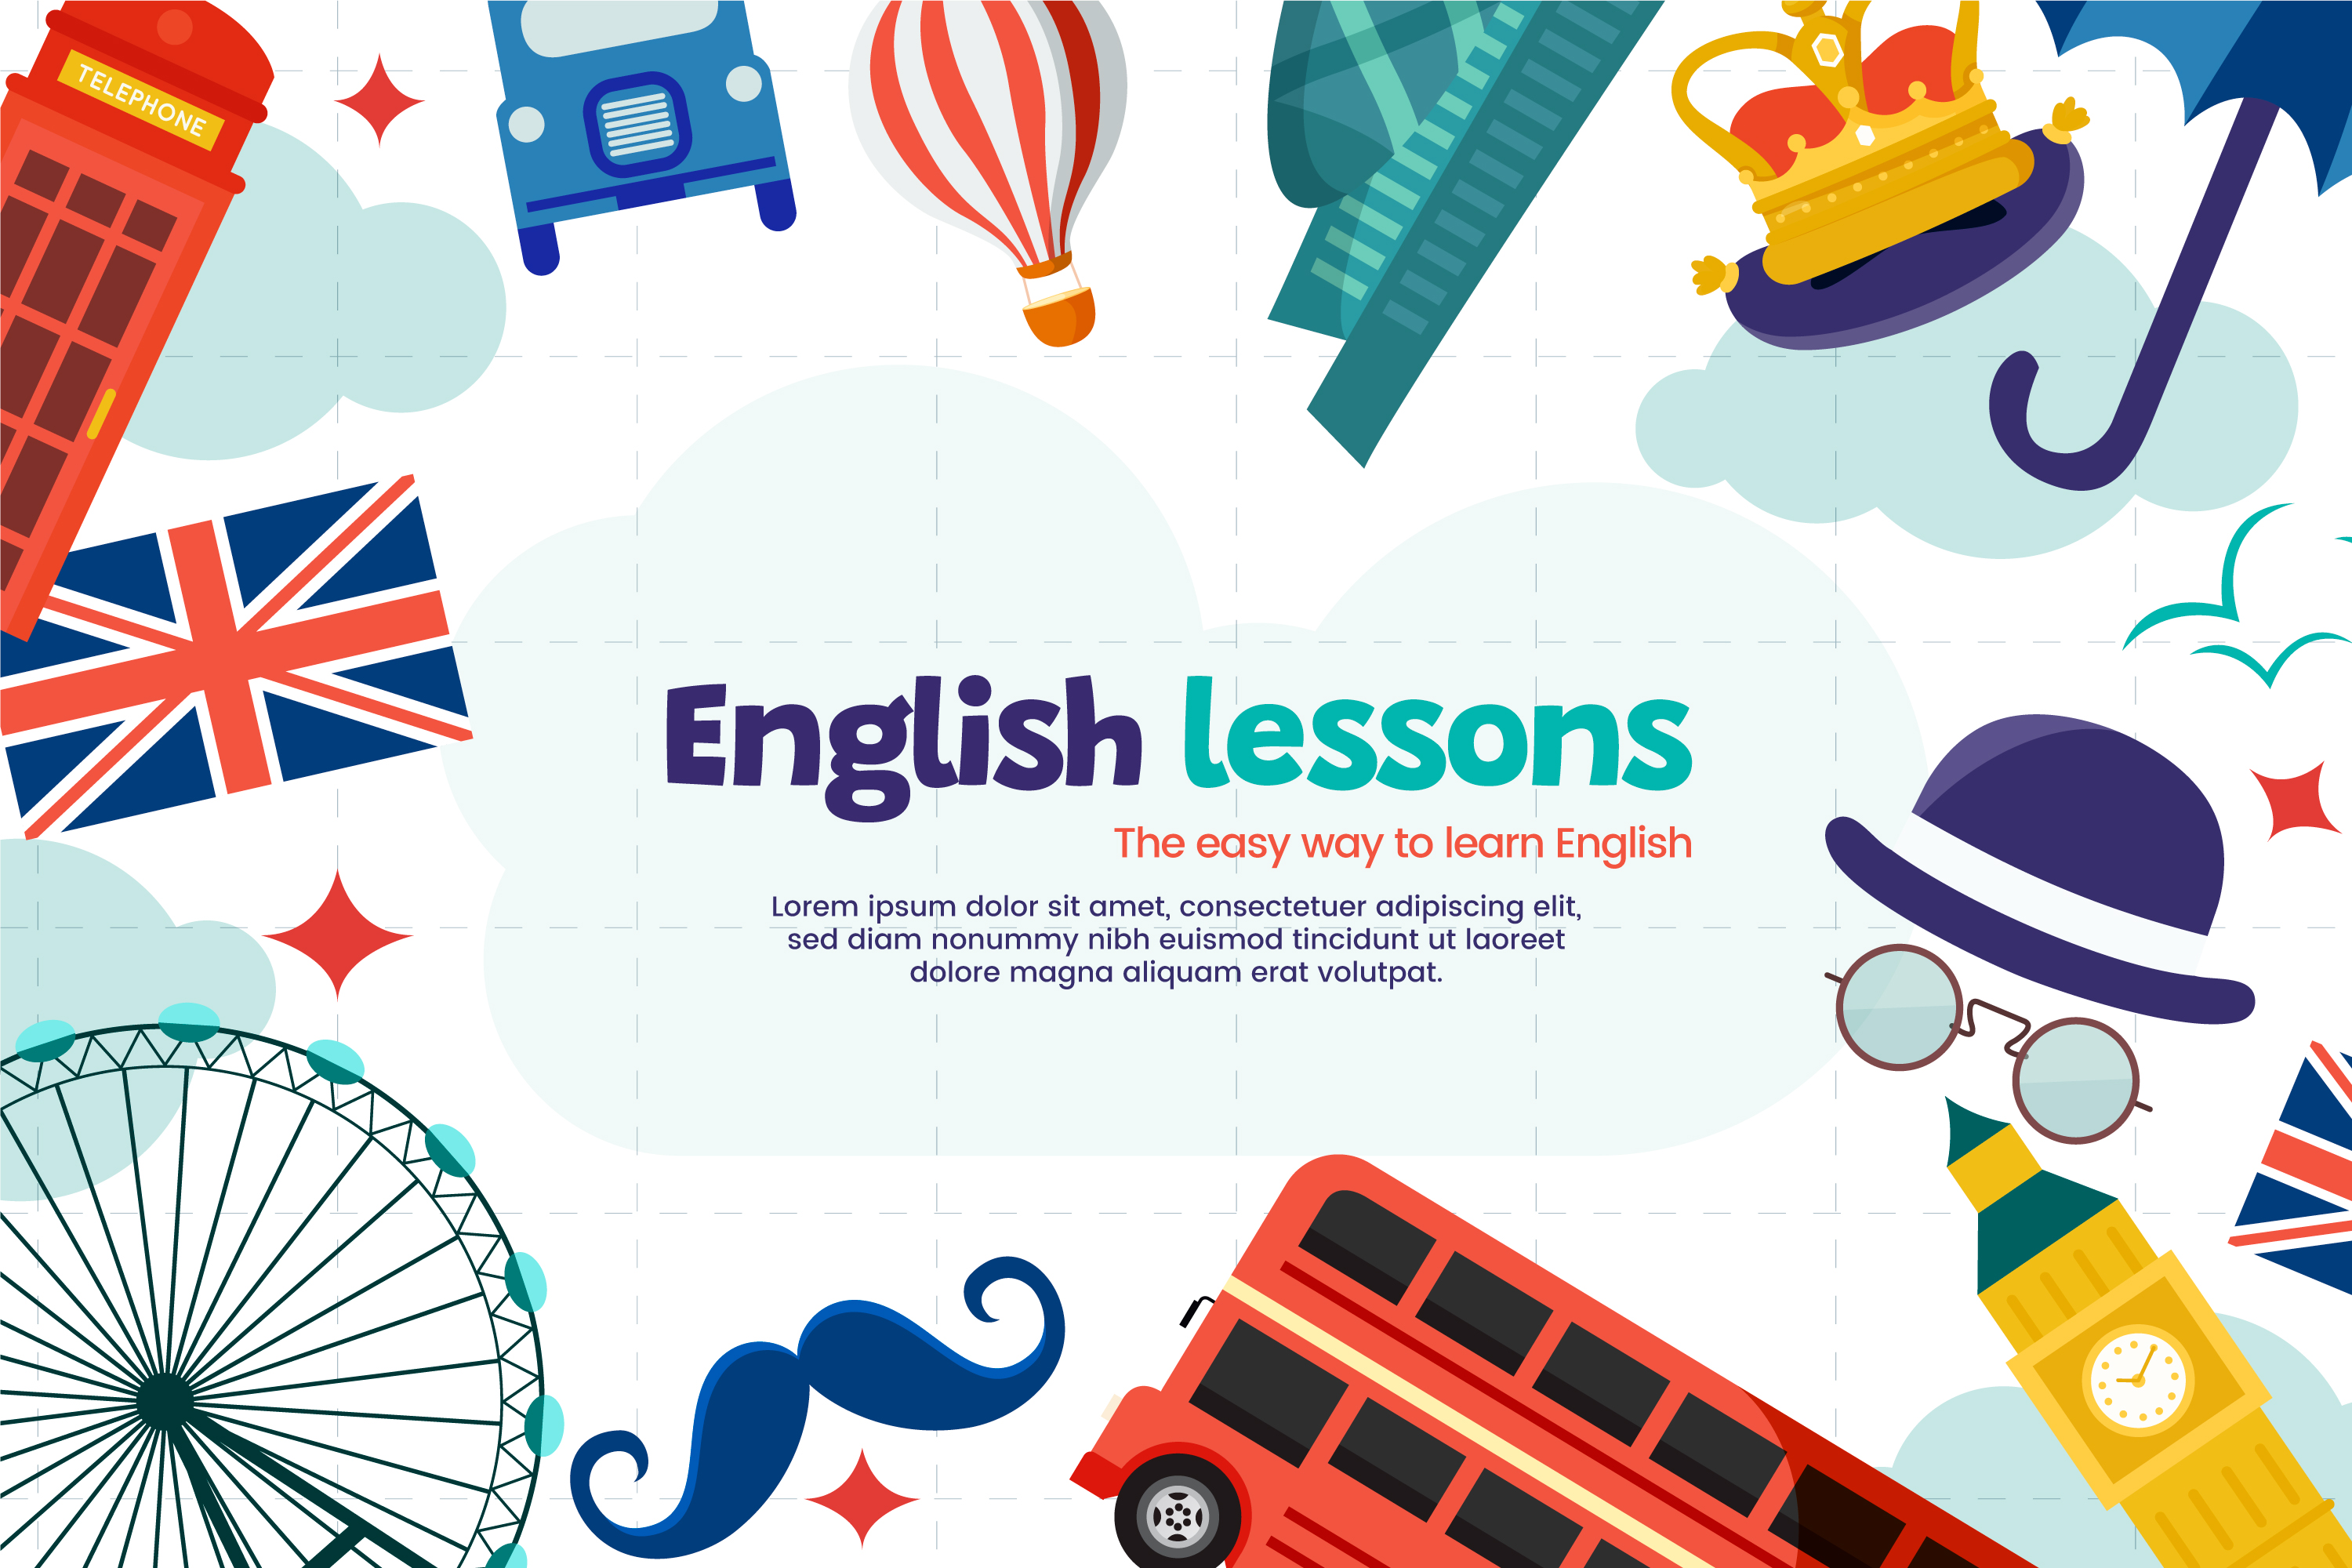 TELEPHONE
English lessons
The easy way to learn English
Lorem ipsum dolor sit amet, consectetuer adipiscing elit,
sed diam nonummy nibh euismod tincidunt ut laoreet
dolore magna aliquam erat volutpat.